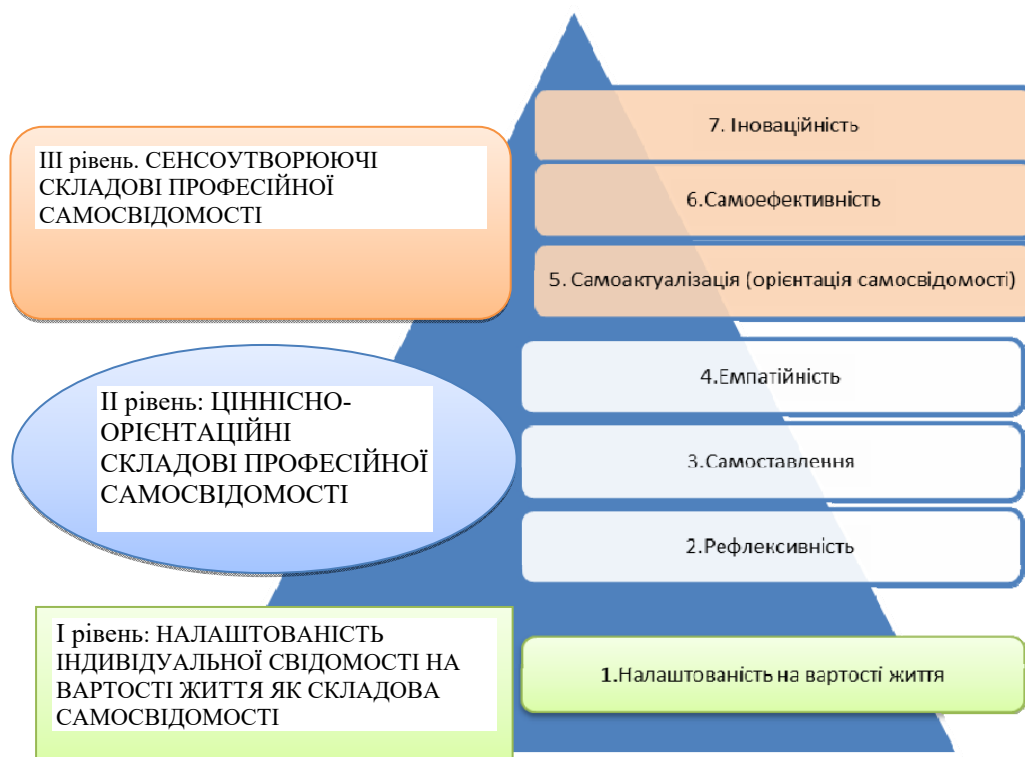 7. Іноваційність
III рівень. СЕНСОУТВОРЮЮЧІ
СКЛАДОВІ ПРОФЕСІЙНОЇ
САМОСВІДОМОСТІ
6.Самоефективність
5. Самоактуалізація (орієнтація самосвідомості)
4.Емпатійність
II рівень: ЦІННІСНО-
ОРІЄНТАЦІЙНІ
СКЛАДОВІ ПРОФЕСІЙНОЇ
САМОСВІДОМОСТІ
3.Самоставлення
2.Рефлексивність
I рівень: НАЛАШТОВАНІСТЬ
ІНДИВІДУАЛЬНОЇ СВІДОМОСТІ НА
ВАРТОСТІ ЖИТТЯ ЯК СКЛАДОВА
САМОСВІДОМОСТІ
1.Налаштованість на вартості життя